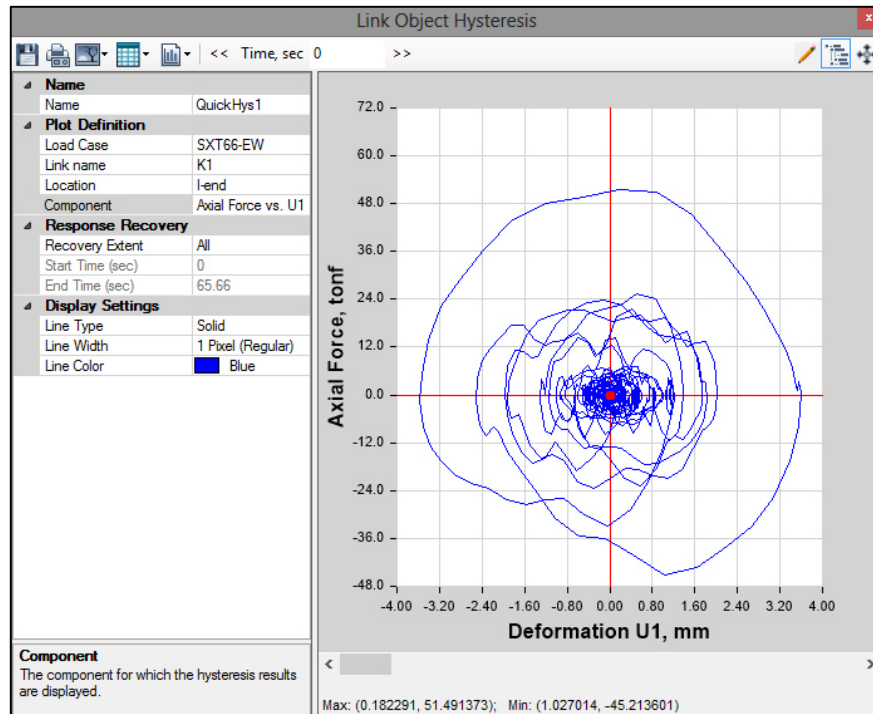 Link Object Hysteresis
x
<< Time, sec 0 >>
Name
Name QuickHys1
Plot Definition
Load Case SXT66-EW
Link name K1
Location I-end
Component Axial Force vs. U1
Response Recovery
Recovery Extent All
Start Time (sec) 0
End Time (sec) 65.66
Display Settings
Line Type Solid
Line Width 1 Pixel (Regular)
Line Color Blue
Component
The component for which the hysteresis results
are displayed.
72.0
60.0
48.0
36.0
24.0
12.0
0.0
-12.0
-24.0
-36.0
-48.0
Axial Force, tonf
-4.00 -3.20 -2.40 -1.60 -0.80 0.00 0.80 1.60 2.40 3.20 4.00
Deformation U1, mm
Max: (0.182291, 51.491373); Min: (1.027014, -45.213601)